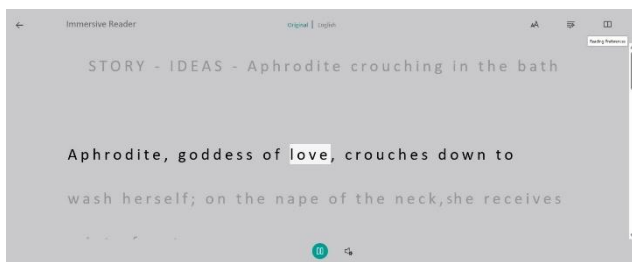 Immersive Reader
Original | English
Reading Preferences
STORY - IDEAS - Aphrodite crouching in the bath
Aphrodite, goddess of love, crouches down to
wash herself; on the nape of the neck,she receives